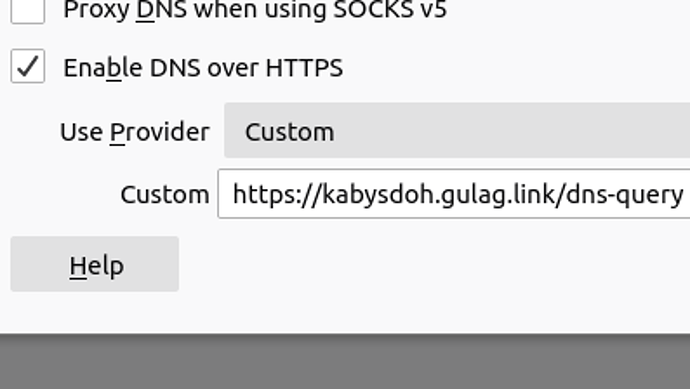 Proxy DNS when using SOCKS v5
Enable DNS over HTTPS
Use Provider Custom
Custom https://kabysdoh.gulag.link/dns-query
Help